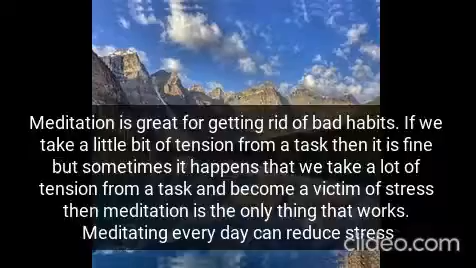 Meditation is great for getting rid of bad habits. If we
take a little bit of tension from a task then it is fine
but sometimes it happens that we take a lot of
tension from a task and become a victim of stress
then meditation is the only thing that works.
Meditating every day can reduce stress
clideo.com